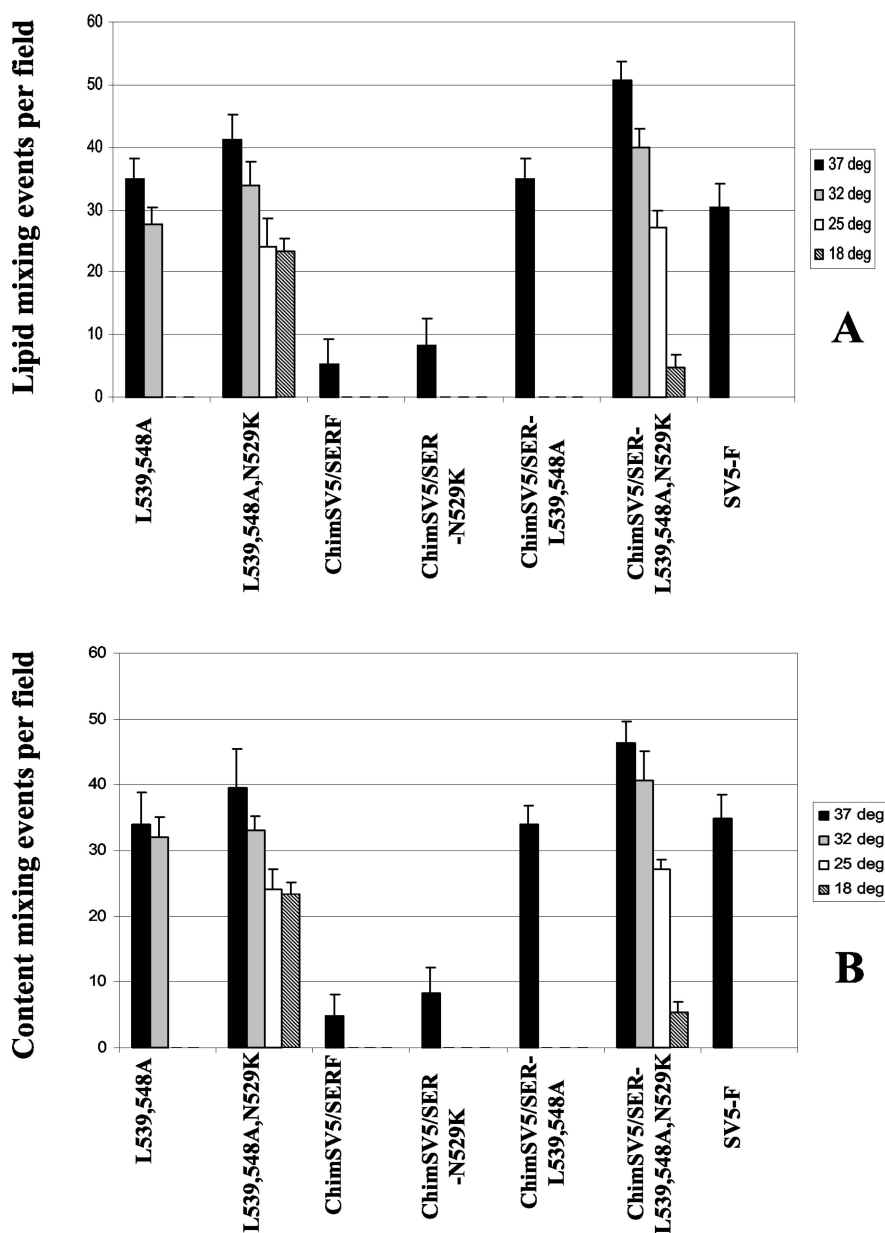 Lipid mixing events per field
60
50
40
30
20
10
0
37 deg
32 deg
25 deg
18 deg
A
L539,548A
L539,548A,N529K
ChimSV5/SERF
ChimSV5/SER
-N529K
ChimSV5/SER-
L539,548A
ChimSV5/SER-
L539,548A,N529K
SV5-F
Content mixing events per field
60
50
40
30
20
10
0
37 deg
32 deg
25 deg
18 deg
B
L539,548A
L539,548A,N529K
ChimSV5/SERF
ChimSV5/SER
-N529K
ChimSV5/SER-
L539,548A
ChimSV5/SER-
L539,548A,N529K
SV5-F